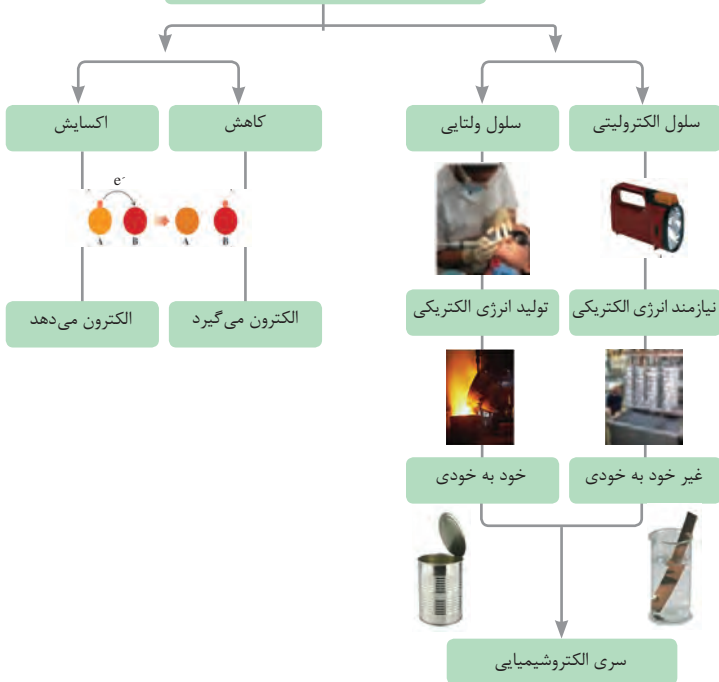 سلول الکترولیتی
سلول ولتایی
کاهش
اکسایش
e-
A B A B
نیازمند انرژی الکتریکی
تولید انرژی الکتریکی
الکترون می‌گیرد
الکترون می‌دهد
غیر خود به خودی
خود به خودی
سری الکتروشیمیایی